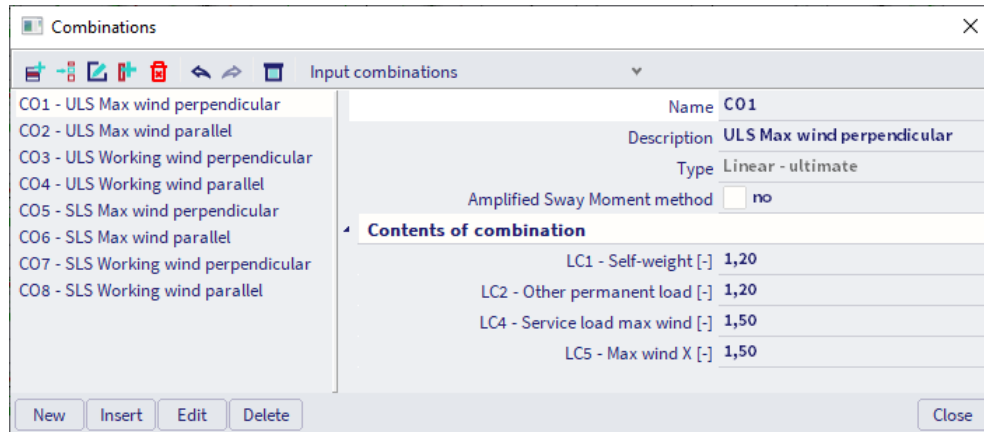 Combinations
Input combinations
CO1 - ULS Max wind perpendicular
CO2 - ULS Max wind parallel
CO3 - ULS Working wind perpendicular
CO4 - ULS Working wind parallel
CO5 - SLS Max wind perpendicular
CO6 - SLS Max wind parallel
CO7 - SLS Working wind perpendicular
CO8 - SLS Working wind parallel
Name CO1
Description ULS Max wind perpendicular
Type Linear - ultimate
Amplified Sway Moment method no
Contents of combination
LC1 - Self-weight [-] 1,20
LC2 - Other permanent load [-] 1,20
LC4 - Service load max wind [-] 1,50
LC5 - Max wind X [-] 1,50
New Insert Edit Delete Close